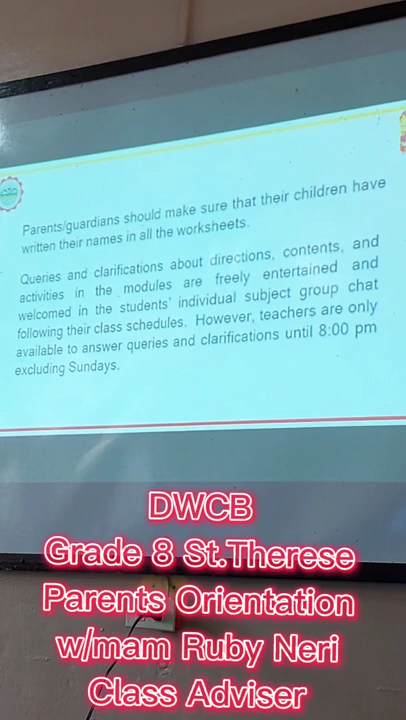 Parents/guardians should make sure that their children have
written their names in all the worksheets.
Queries and clarifications about directions, contents, and
activities in the modules are freely entertained and
welcomed in the students' individual subject group chat
following their class schedules. However, teachers are only
available to answer queries and clarifications until 8:00 pm
excluding Sundays.
DWCB
Grade 8 St.Therese
Parents Orientation
w/mam Ruby Neri
Class Adviser